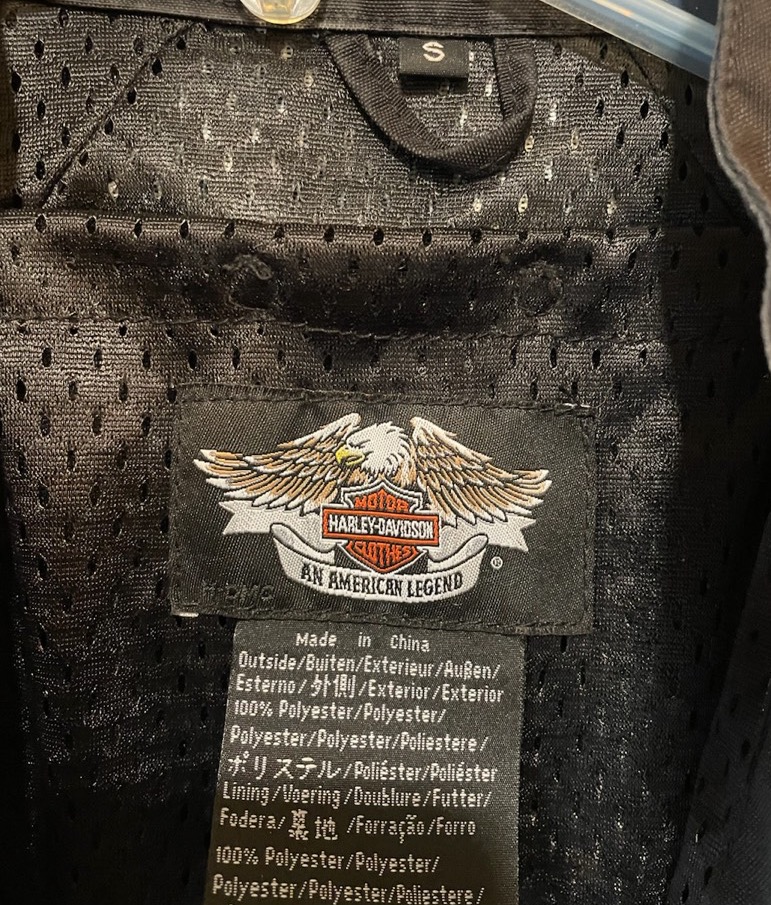 S
MOTOR
HARLEY-DAVIDSON
CLOTHES
AN AMERICAN LEGEND
®
H-DMC
Made in China
Outside/Buiten/Exterieur/Außen/
Esterno/外側/Exterior/Exterior
100% Polyester/Polyester/
Polyester/Polyester/Poliestere/
ポリステル/Poliéster/Poliéster
Lining/Voering/Doublure/Futter/
Fodera/裏地/Forração/Forro
100% Polyester/Polyester/
Polyester/Polyester/Poliestere/